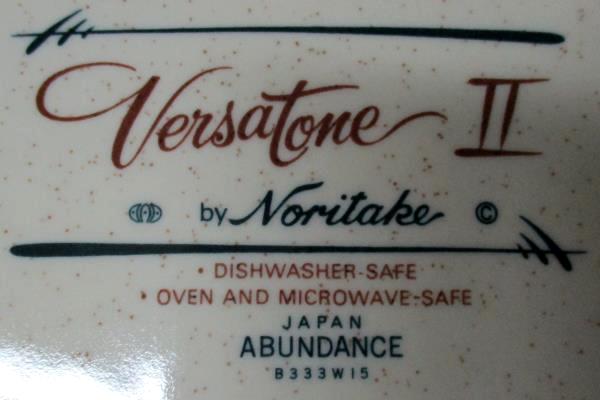 Versatone II
by Noritake ©
• DISHWASHER-SAFE
• OVEN AND MICROWAVE-SAFE
JAPAN
ABUNDANCE
B333W15